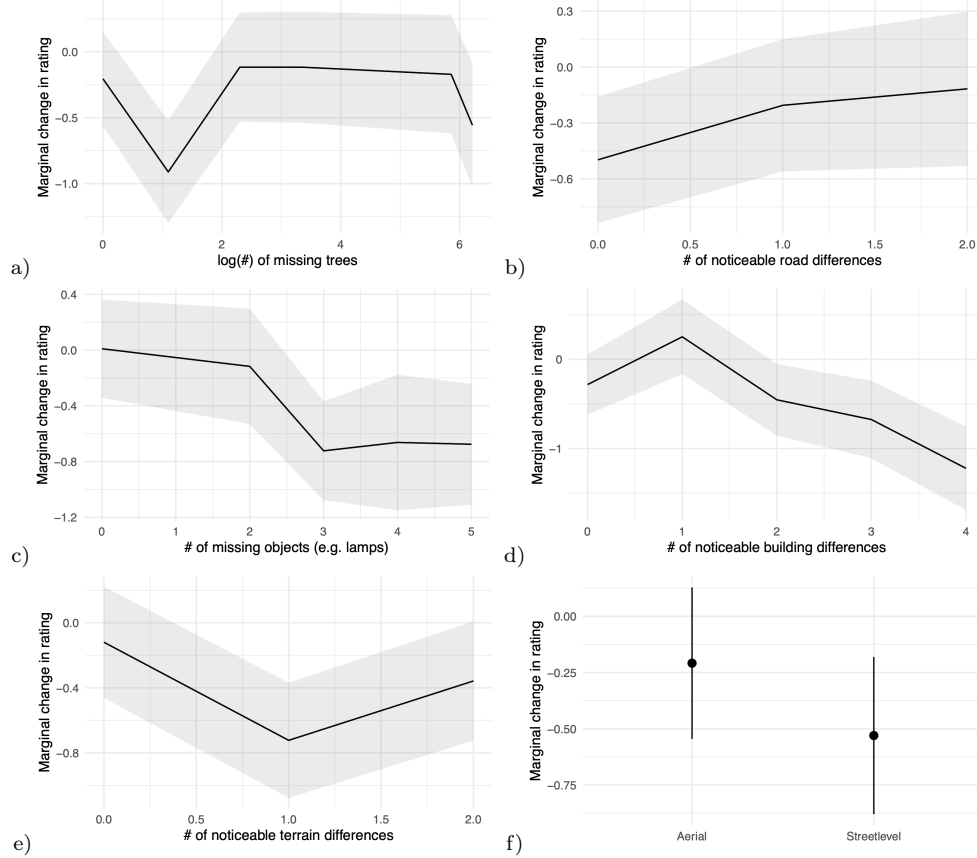 Marginal change in rating
0.0
−0.5
−1.0
0
2
4
6
log(#) of missing trees
a)
Marginal change in rating
0.3
0.0
−0.3
−0.6
0.0
0.5
1.0
1.5
2.0
# of noticeable road differences
b)
Marginal change in rating
0.4
0.0
−0.4
−0.8
−1.2
0
1
2
3
4
5
# of missing objects (e.g. lamps)
c)
Marginal change in rating
0
−1
0
1
2
3
4
# of noticeable building differences
d)
Marginal change in rating
0.0
−0.4
−0.8
0.0
0.5
1.0
1.5
2.0
# of noticeable terrain differences
e)
Marginal change in rating
0.00
−0.25
−0.50
−0.75
Aerial
Streetlevel
f)